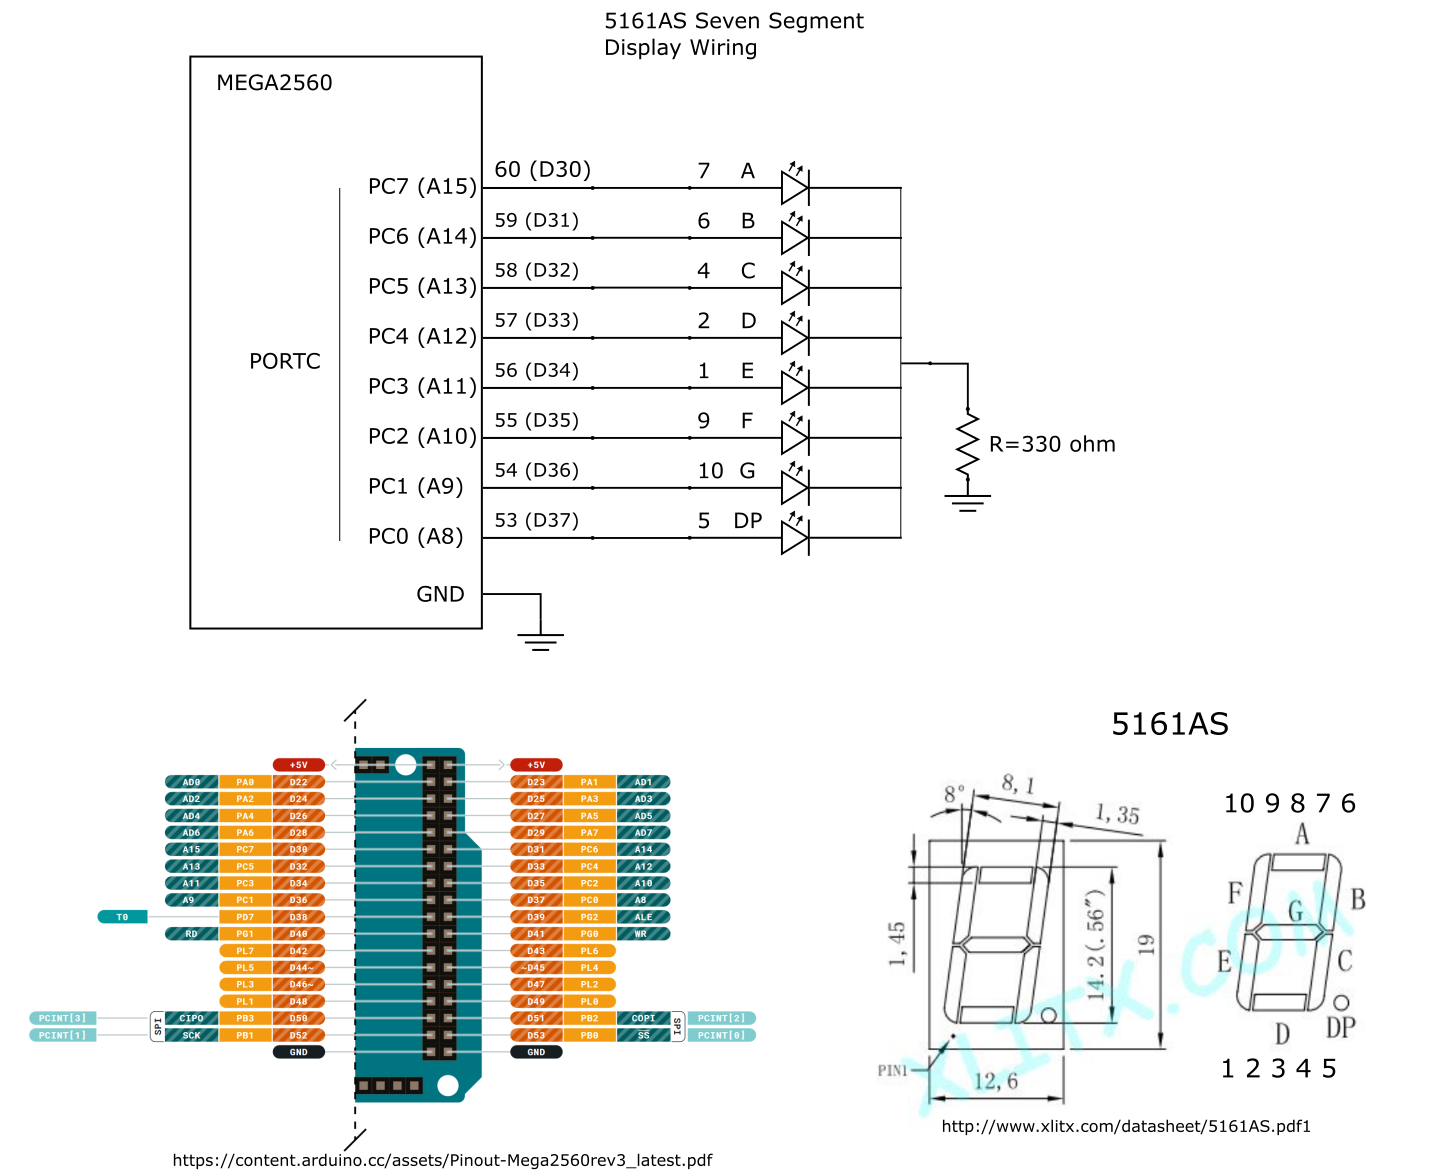 5161AS Seven Segment
Display Wiring
MEGA2560
PORTC
PC7 (A15) 60 (D30) 7 A
PC6 (A14) 59 (D31) 6 B
PC5 (A13) 58 (D32) 4 C
PC4 (A12) 57 (D33) 2 D
PC3 (A11) 56 (D34) 1 E
PC2 (A10) 55 (D35) 9 F
PC1 (A9) 54 (D36) 10 G
PC0 (A8) 53 (D37) 5 DP
R=330 ohm
GND
+5V +5V
AD0 PA0 D22 D23 PA1 AD1
AD2 PA2 D24 D25 PA3 AD3
AD4 PA4 D26 D27 PA5 AD5
AD6 PA6 D28 D29 PA7 AD7
A15 PC7 D30 D31 PC6 A14
A13 PC5 D32 D33 PC4 A12
A11 PC3 D34 D35 PC2 A10
A9 PC1 D36 D37 PC0 A8
T0 PD7 D38 D39 PG2 ALE
RD PG1 D40 D41 PG0 WR
PL7 D42 D43 PL6
PL5 D44~ ~D45 PL4
PL3 D46~ D47 PL2
PL1 D48 D49 PL0
PCINT[3] SPI CIPO PB3 D50 D51 PB2 COPI SPI PCINT[2]
PCINT[1] SCK PB1 D52 D53 PB0 SS PCINT[0]
GND GND
https://content.arduino.cc/assets/Pinout-Mega2560rev3_latest.pdf
5161AS
8° 8,1
1,35
1,45
14.2(.56")
19
PIN1
12,6
10 9 8 7 6
A
F B
G
E C
D DP
1 2 3 4 5
XLITX.COM
http://www.xlitx.com/datasheet/5161AS.pdf1